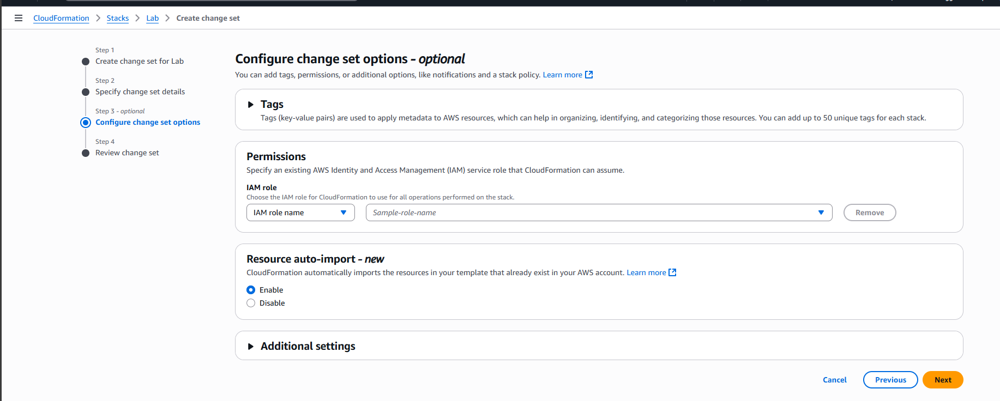 CloudFormation > Stacks > Lab > Create change set
Step 1
Create change set for Lab
Step 2
Specify change set details
Step 3 - optional
Configure change set options
Step 4
Review change set
Configure change set options - optional
You can add tags, permissions, or additional options, like notifications and a stack policy. Learn more
Tags
Tags (key-value pairs) are used to apply metadata to AWS resources, which can help in organizing, identifying, and categorizing those resources. You can add up to 50 unique tags for each stack.
Permissions
Specify an existing AWS Identity and Access Management (IAM) service role that CloudFormation can assume.
IAM role
Choose the IAM role for CloudFormation to use for all operations performed on the stack.
IAM role name Sample-role-name Remove
Resource auto-import - new
CloudFormation automatically imports the resources in your template that already exist in your AWS account. Learn more
Enable
Disable
Additional settings
Cancel Previous Next